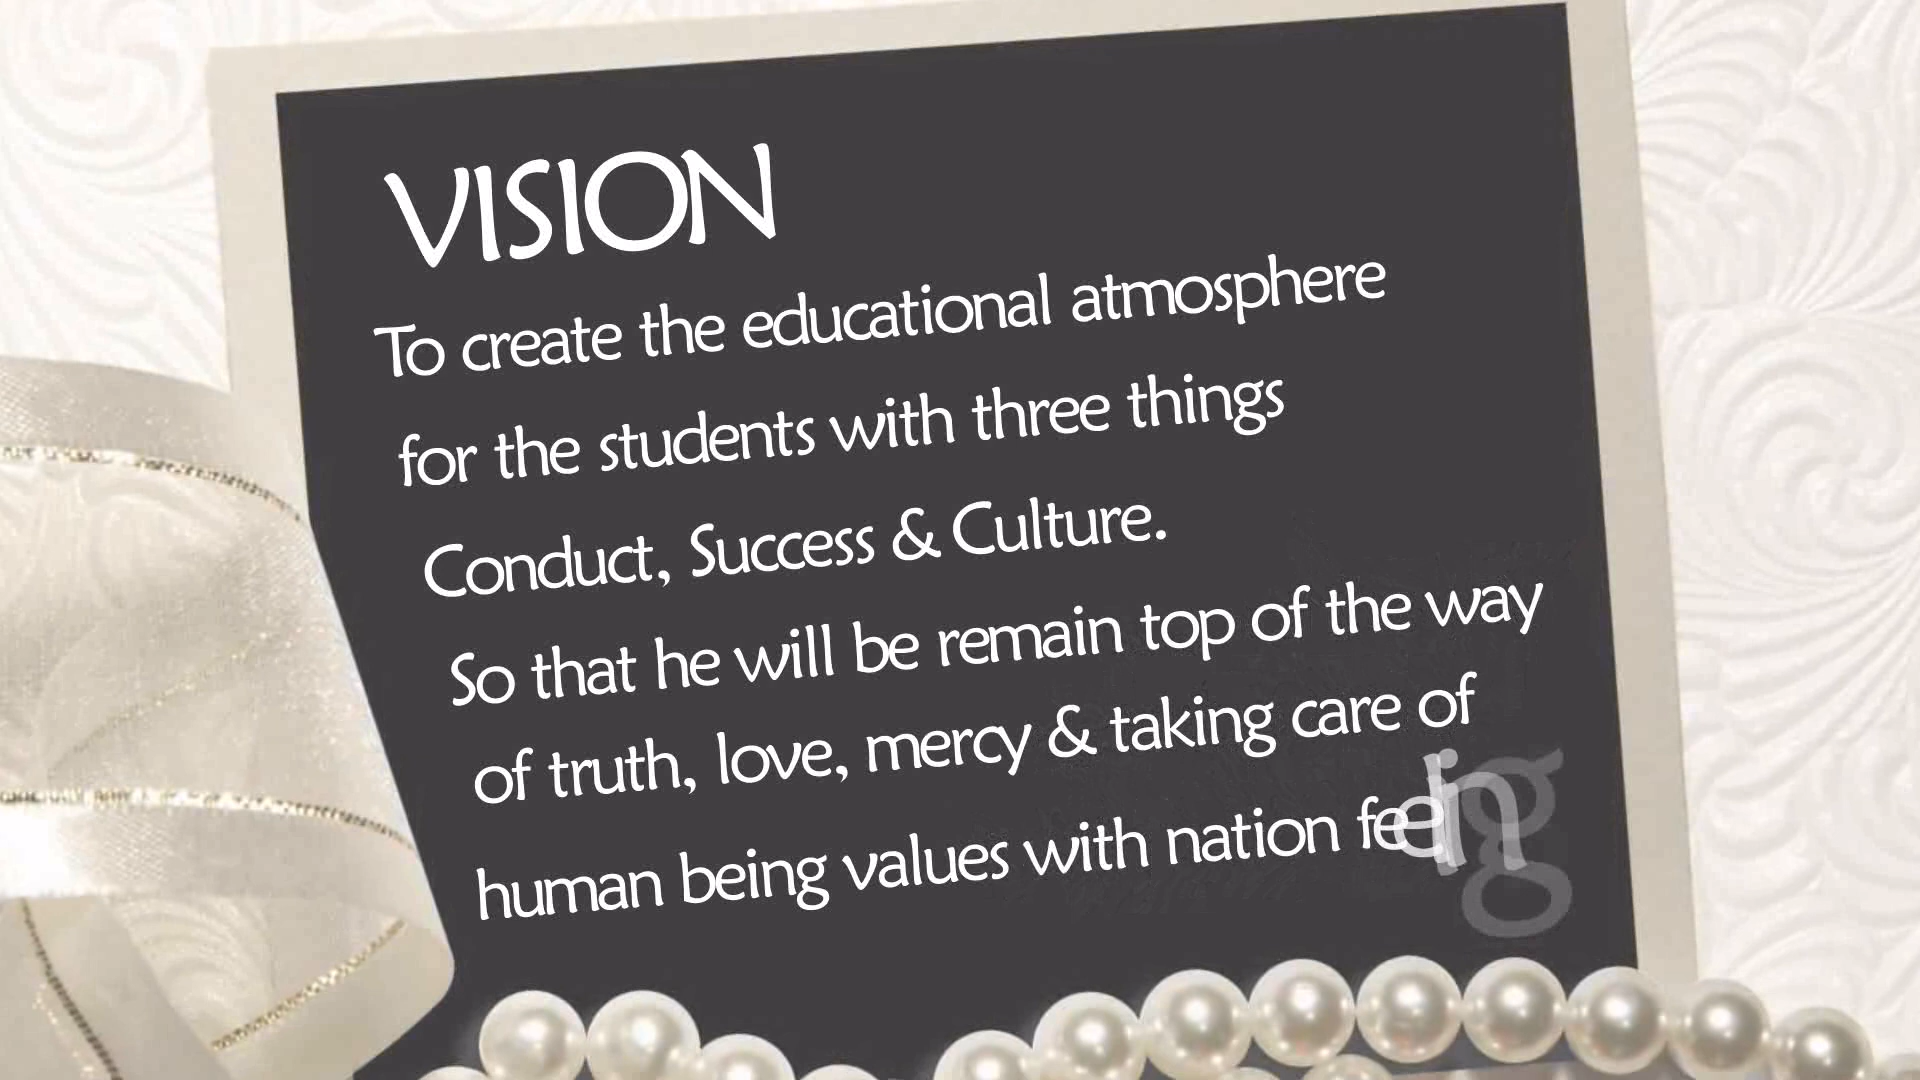 VISION
To create the educational atmosphere
for the students with three things
Conduct, Success & Culture.
So that he will be remain top of the way
of truth, love, mercy & taking care of
human being values with nation feeling